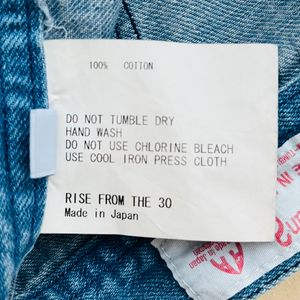 100% COTTON
DO NOT TUMBLE DRY
HAND WASH
DO NOT USE CHLORINE BLEACH
USE COOL IRON PRESS CLOTH
RISE FROM THE 30
Made in Japan